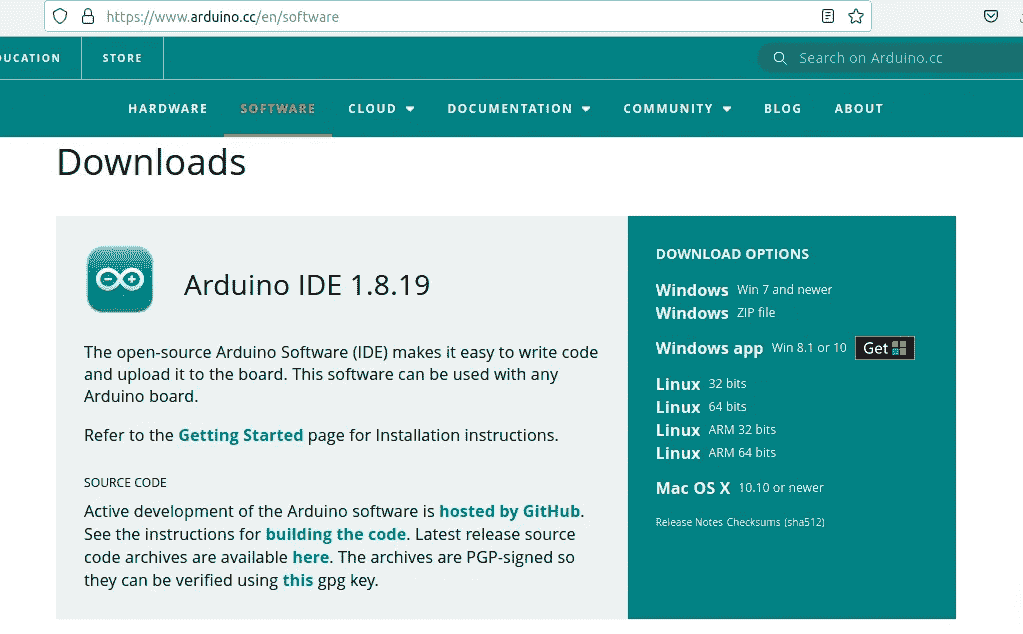 https://www.arduino.cc/en/software
DUCATION STORE
Search on Arduino.cc
HARDWARE SOFTWARE CLOUD DOCUMENTATION COMMUNITY BLOG ABOUT
Downloads
Arduino IDE 1.8.19
The open-source Arduino Software (IDE) makes it easy to write code
and upload it to the board. This software can be used with any
Arduino board.
Refer to the Getting Started page for Installation instructions.
SOURCE CODE
Active development of the Arduino software is hosted by GitHub.
See the instructions for building the code. Latest release source
code archives are available here. The archives are PGP-signed so
they can be verified using this gpg key.
DOWNLOAD OPTIONS
Windows Win 7 and newer
Windows ZIP file
Windows app Win 8.1 or 10 Get
Linux 32 bits
Linux 64 bits
Linux ARM 32 bits
Linux ARM 64 bits
Mac OS X 10.10 or newer
Release Notes Checksums (sha512)